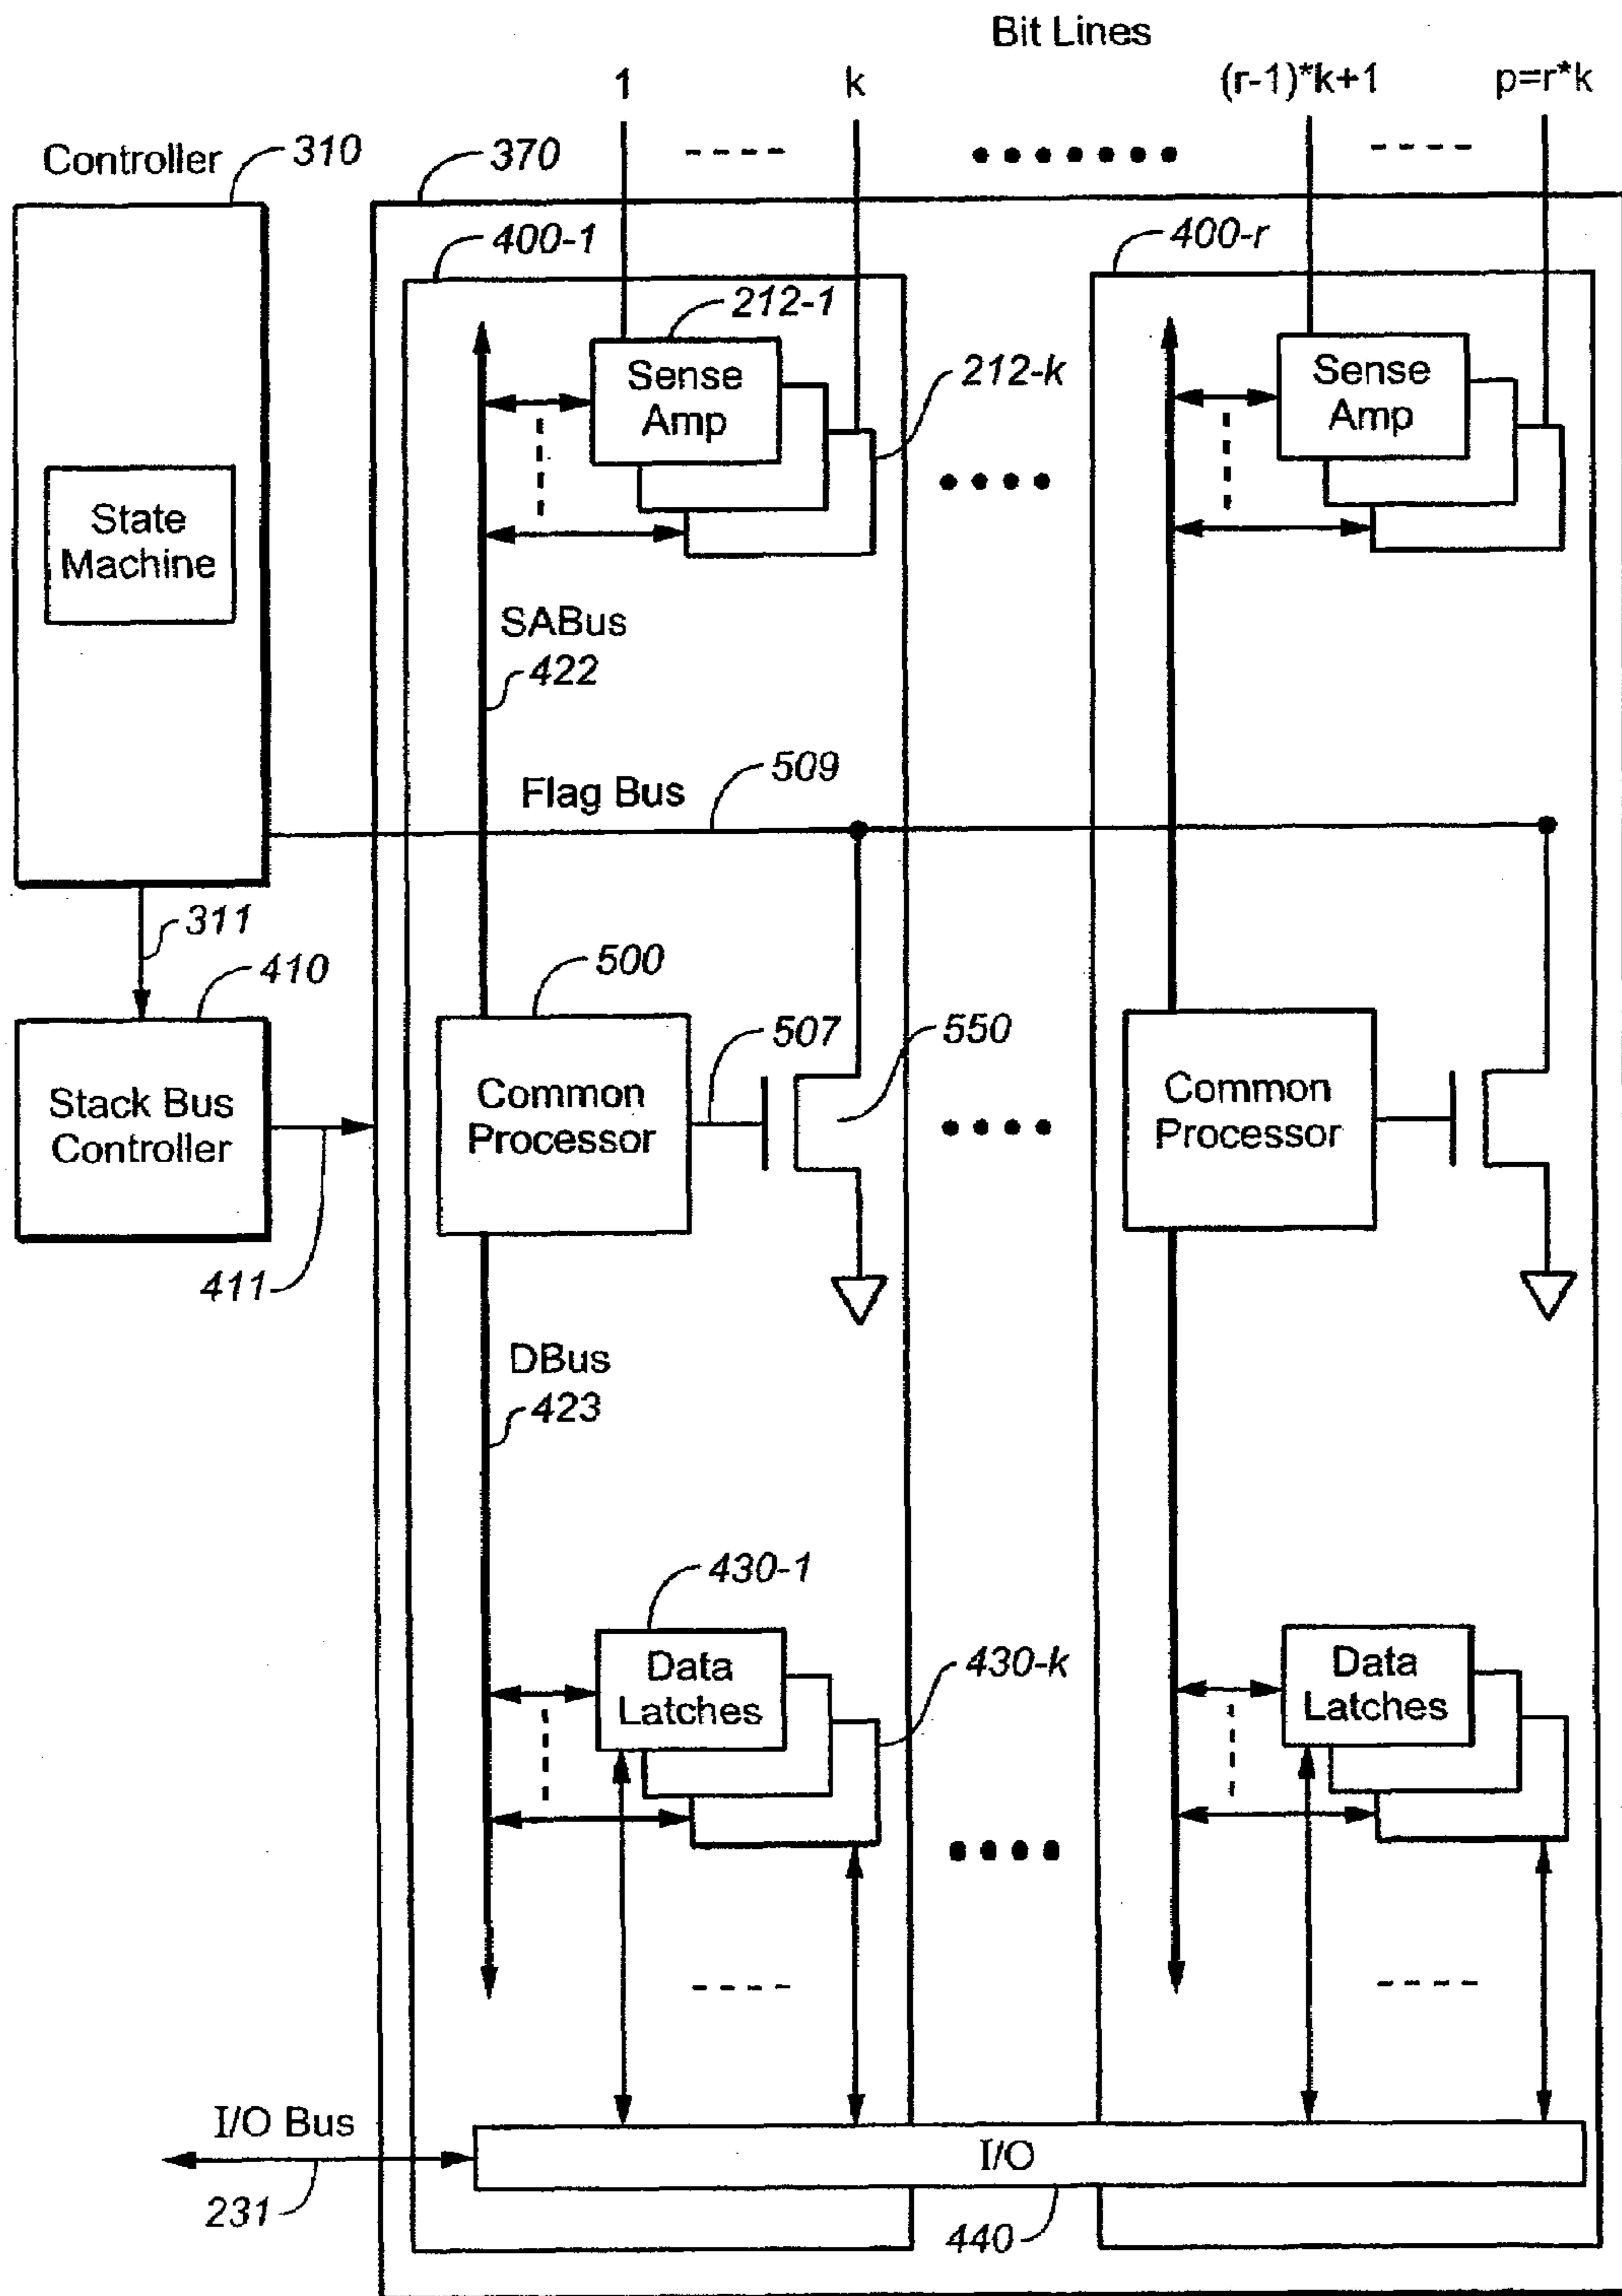 Bit Lines
1
k
(r-1)*k+1
p=r*k
Controller
310
370
400-1
400-r
212-1
212-k
Sense
Amp
Sense
Amp
State
Machine
SABus
422
Flag Bus
509
311
410
500
507
550
Stack Bus
Controller
Common
Processor
Common
Processor
411
DBus
423
430-1
430-k
Data
Latches
Data
Latches
I/O Bus
I/O
231
440